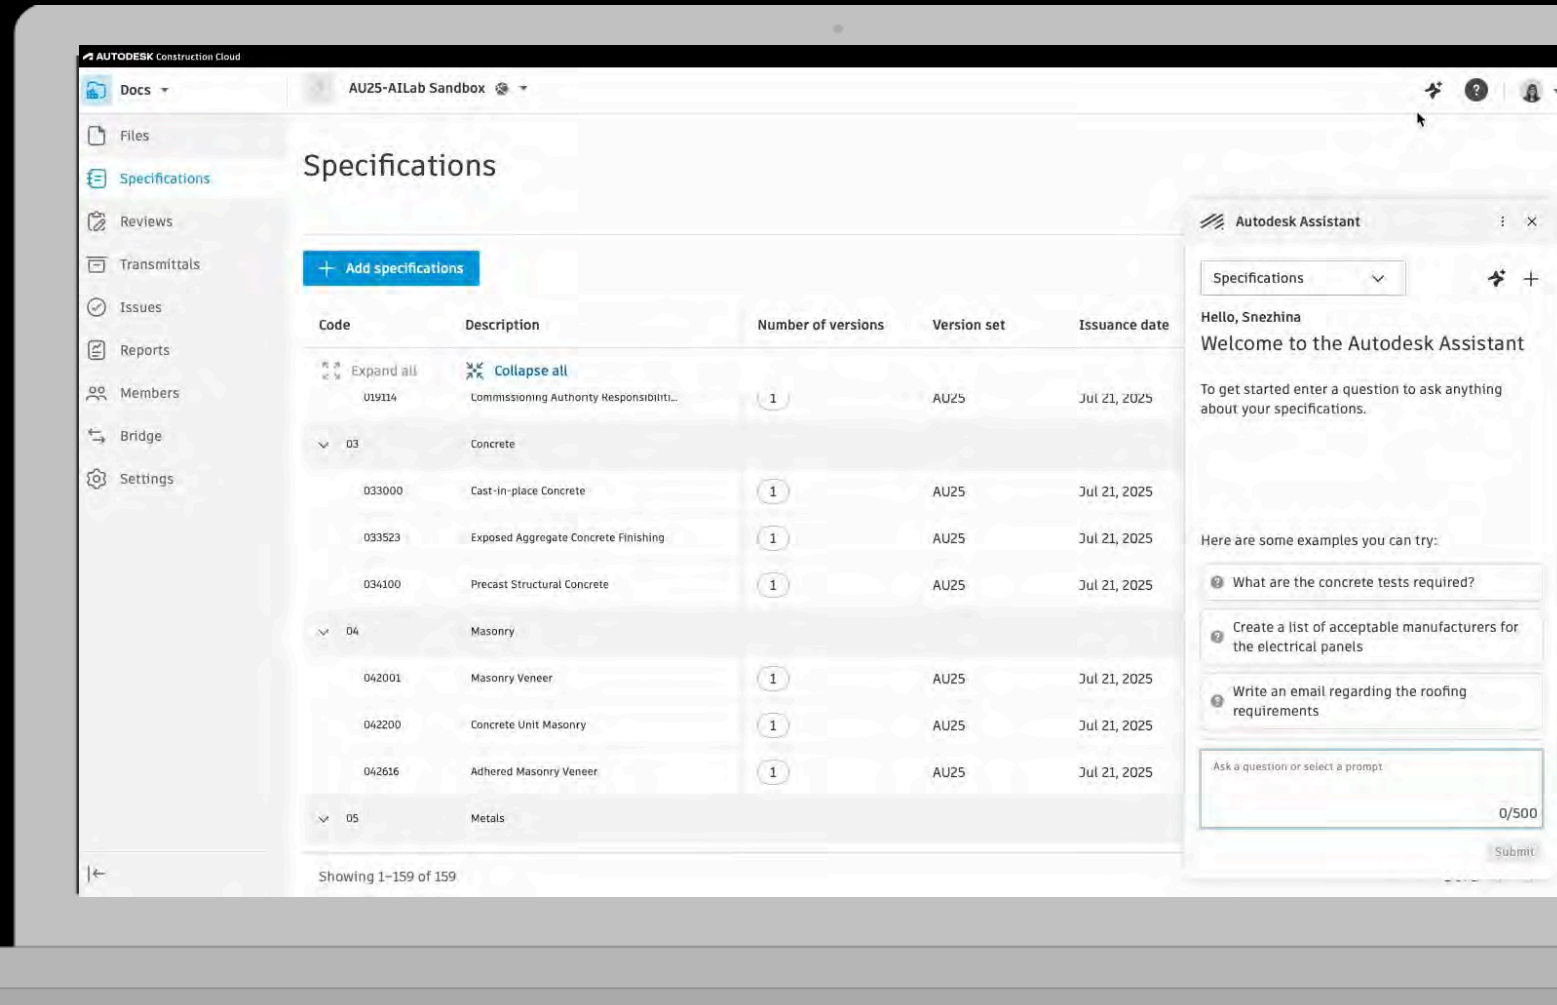 AUTODESK Construction Cloud
Docs
AU25-AILab Sandbox
?
Files
Specifications
Reviews
Transmittals
Issues
Reports
Members
Bridge
Settings
Specifications
Add specifications
Code Description Number of versions Version set Issuance date
Expand all Collapse all
019114 Commissioning Authority Responsibiliti... 1 AU25 Jul 21, 2025
03 Concrete
033000 Cast-in-place Concrete 1 AU25 Jul 21, 2025
033523 Exposed Aggregate Concrete Finishing 1 AU25 Jul 21, 2025
034100 Precast Structural Concrete 1 AU25 Jul 21, 2025
04 Masonry
042001 Masonry Veneer 1 AU25 Jul 21, 2025
042200 Concrete Unit Masonry 1 AU25 Jul 21, 2025
042616 Adhered Masonry Veneer 1 AU25 Jul 21, 2025
05 Metals
Showing 1-159 of 159
Autodesk Assistant
Specifications
Hello, Snezhina
Welcome to the Autodesk Assistant
To get started enter a question to ask anything
about your specifications.
Here are some examples you can try:
What are the concrete tests required?
Create a list of acceptable manufacturers for
the electrical panels
Write an email regarding the roofing
requirements
Ask a question or select a prompt
0/500
Submit